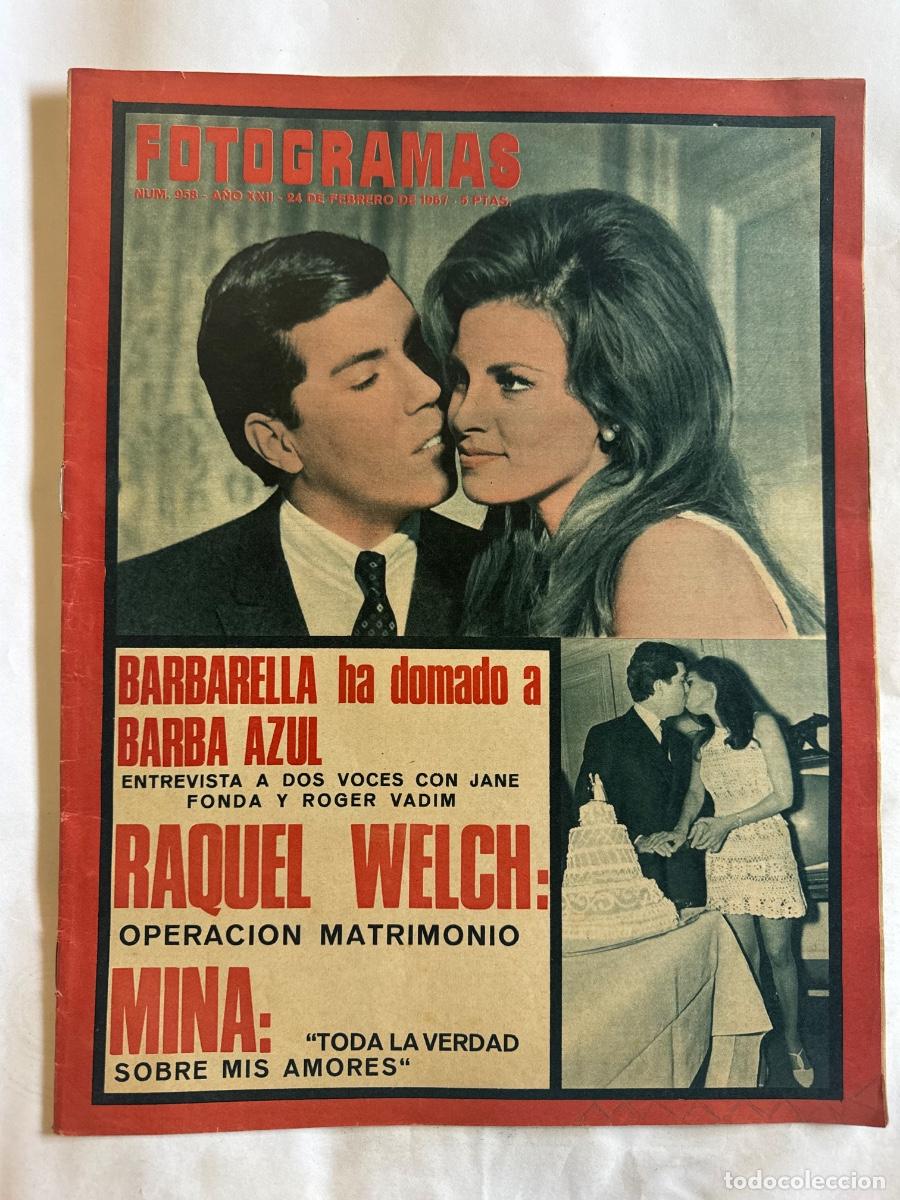 FOTOGRAMAS
NUM. 958 - AÑO XXII - 24 DE FEBRERO DE 1967 - 5 PTAS.
BARBARELLA ha domado a
BARBA AZUL
ENTREVISTA A DOS VOCES CON JANE
FONDA Y ROGER VADIM
RAQUEL WELCH:
OPERACION MATRIMONIO
MINA: "TODA LA VERDAD
SOBRE MIS AMORES"
todocoleccion